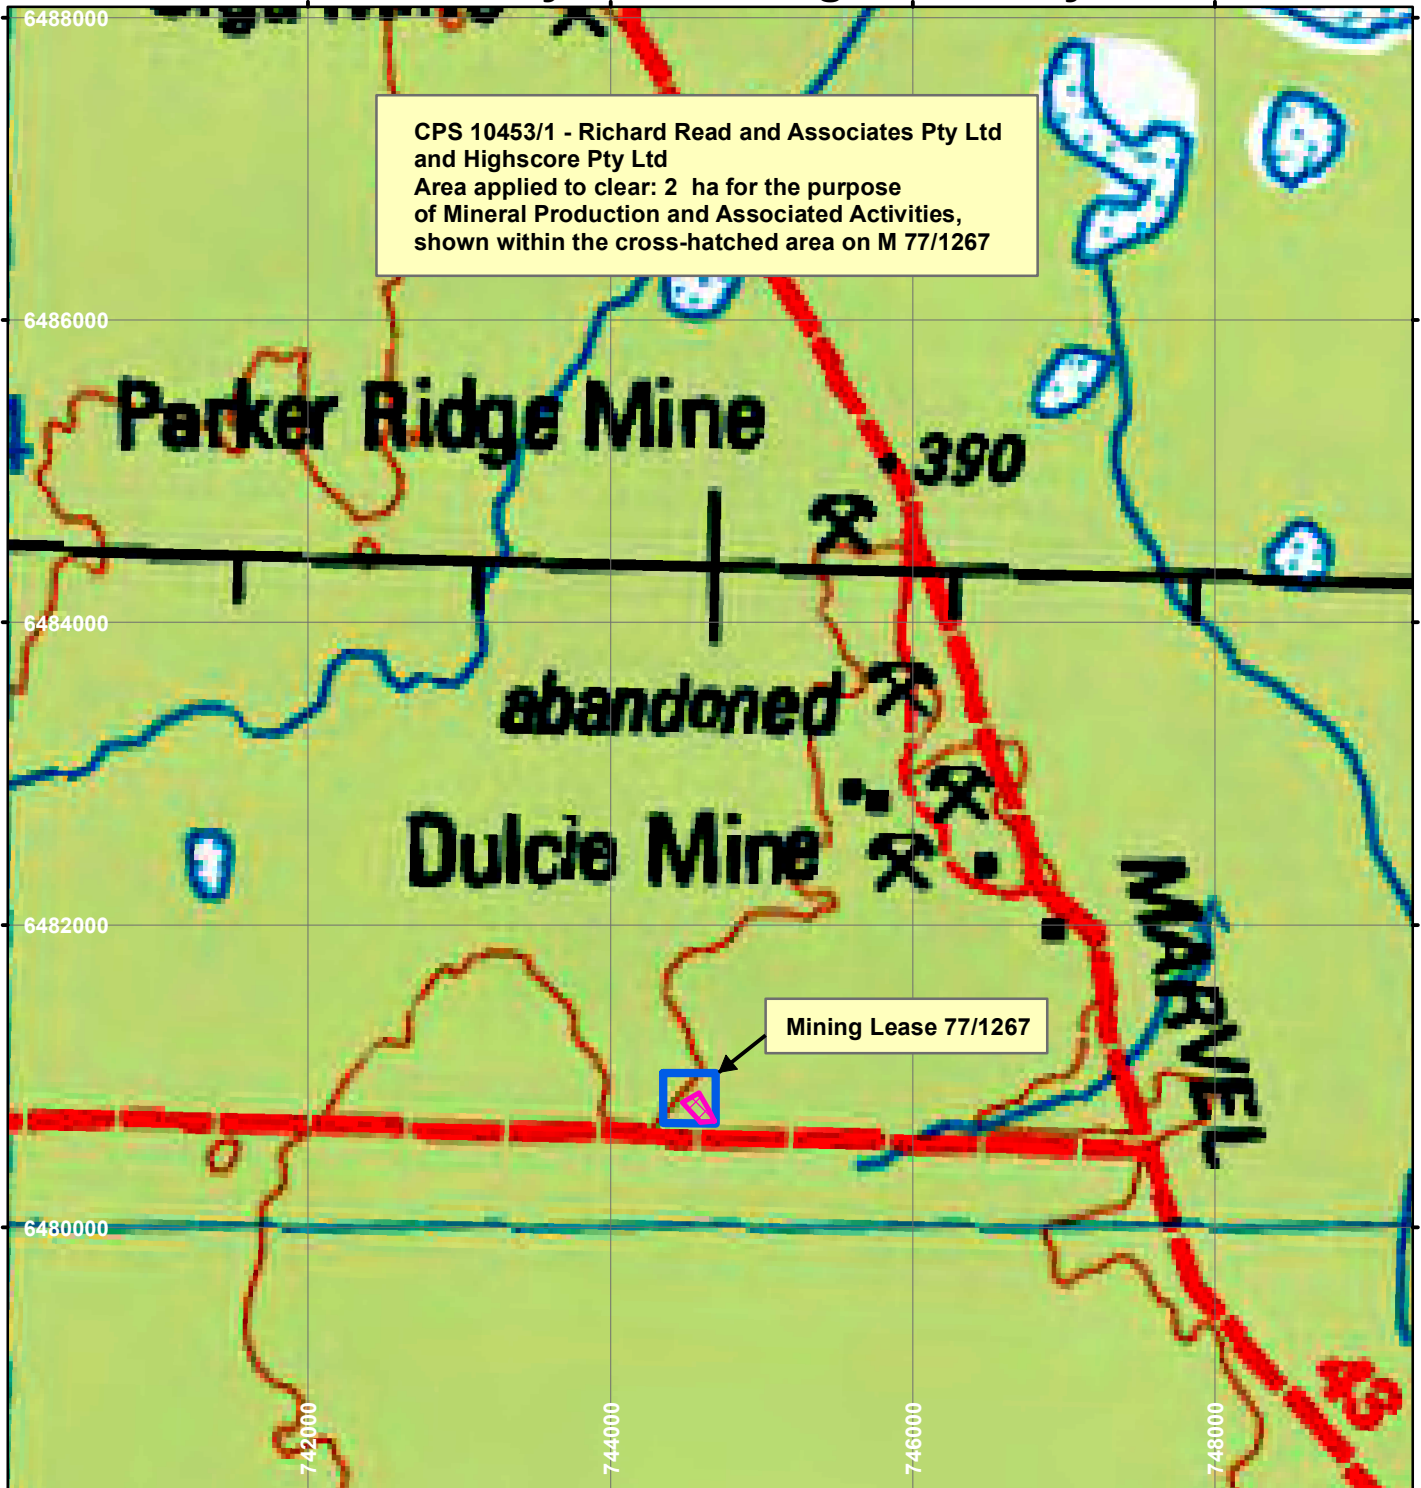 6488000
CPS 10453/1 - Richard Read and Associates Pty Ltd
and Highscore Pty Ltd
Area applied to clear: 2 ha for the purpose
of Mineral Production and Associated Activities,
shown within the cross-hatched area on M 77/1267
6486000
Parker Ridge Mine
390
6484000
abandoned
Dulcie Mine
MARVEL
6482000
Mining Lease 77/1267
6480000
43
742000
744000
746000
748000